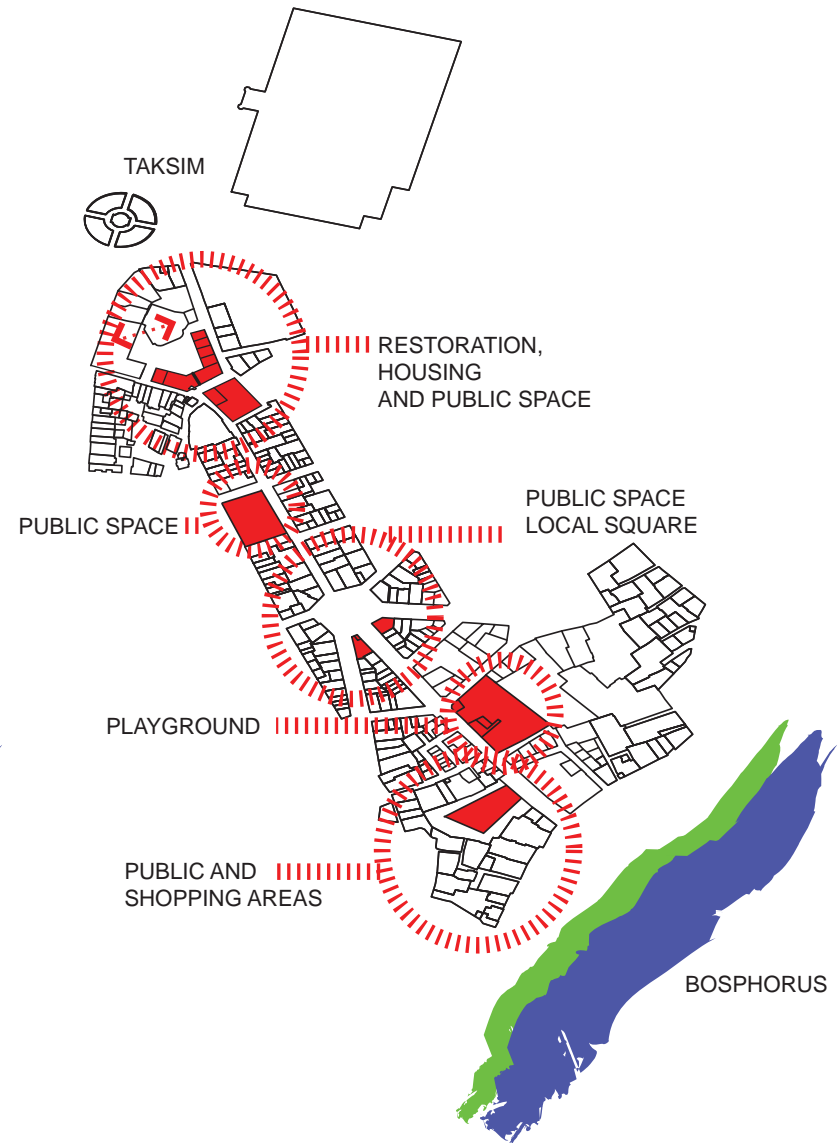 TAKSIM
RESTORATION,
HOUSING
AND PUBLIC SPACE
PUBLIC SPACE
PUBLIC SPACE
LOCAL SQUARE
PLAYGROUND
PUBLIC AND
SHOPPING AREAS
BOSPHORUS